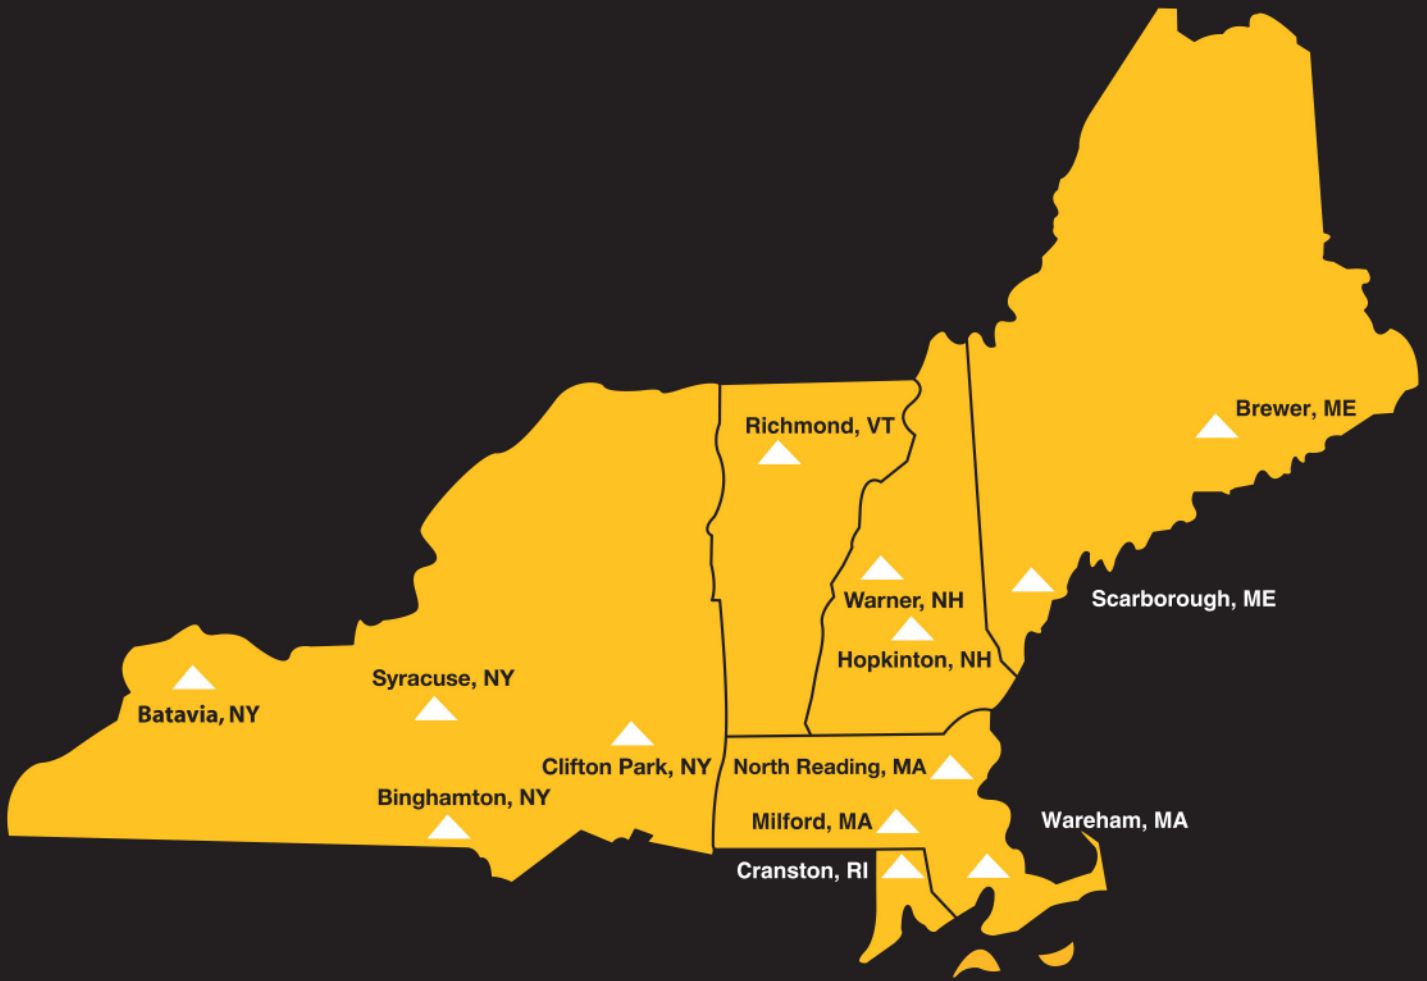 Brewer, ME
Richmond, VT
Scarborough, ME
Warner, NH
Hopkinton, NH
Syracuse, NY
Batavia, NY
Clifton Park, NY
North Reading, MA
Binghamton, NY
Milford, MA
Wareham, MA
Cranston, RI